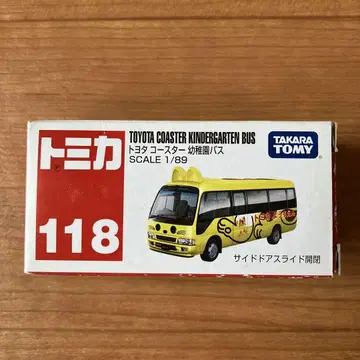 トミカ
118
TOYOTA COASTER KINDERGARTEN BUS
トヨタ コースター 幼稚園バス
SCALE 1/89
TAKARA
TOMY
サイドドアスライド開閉